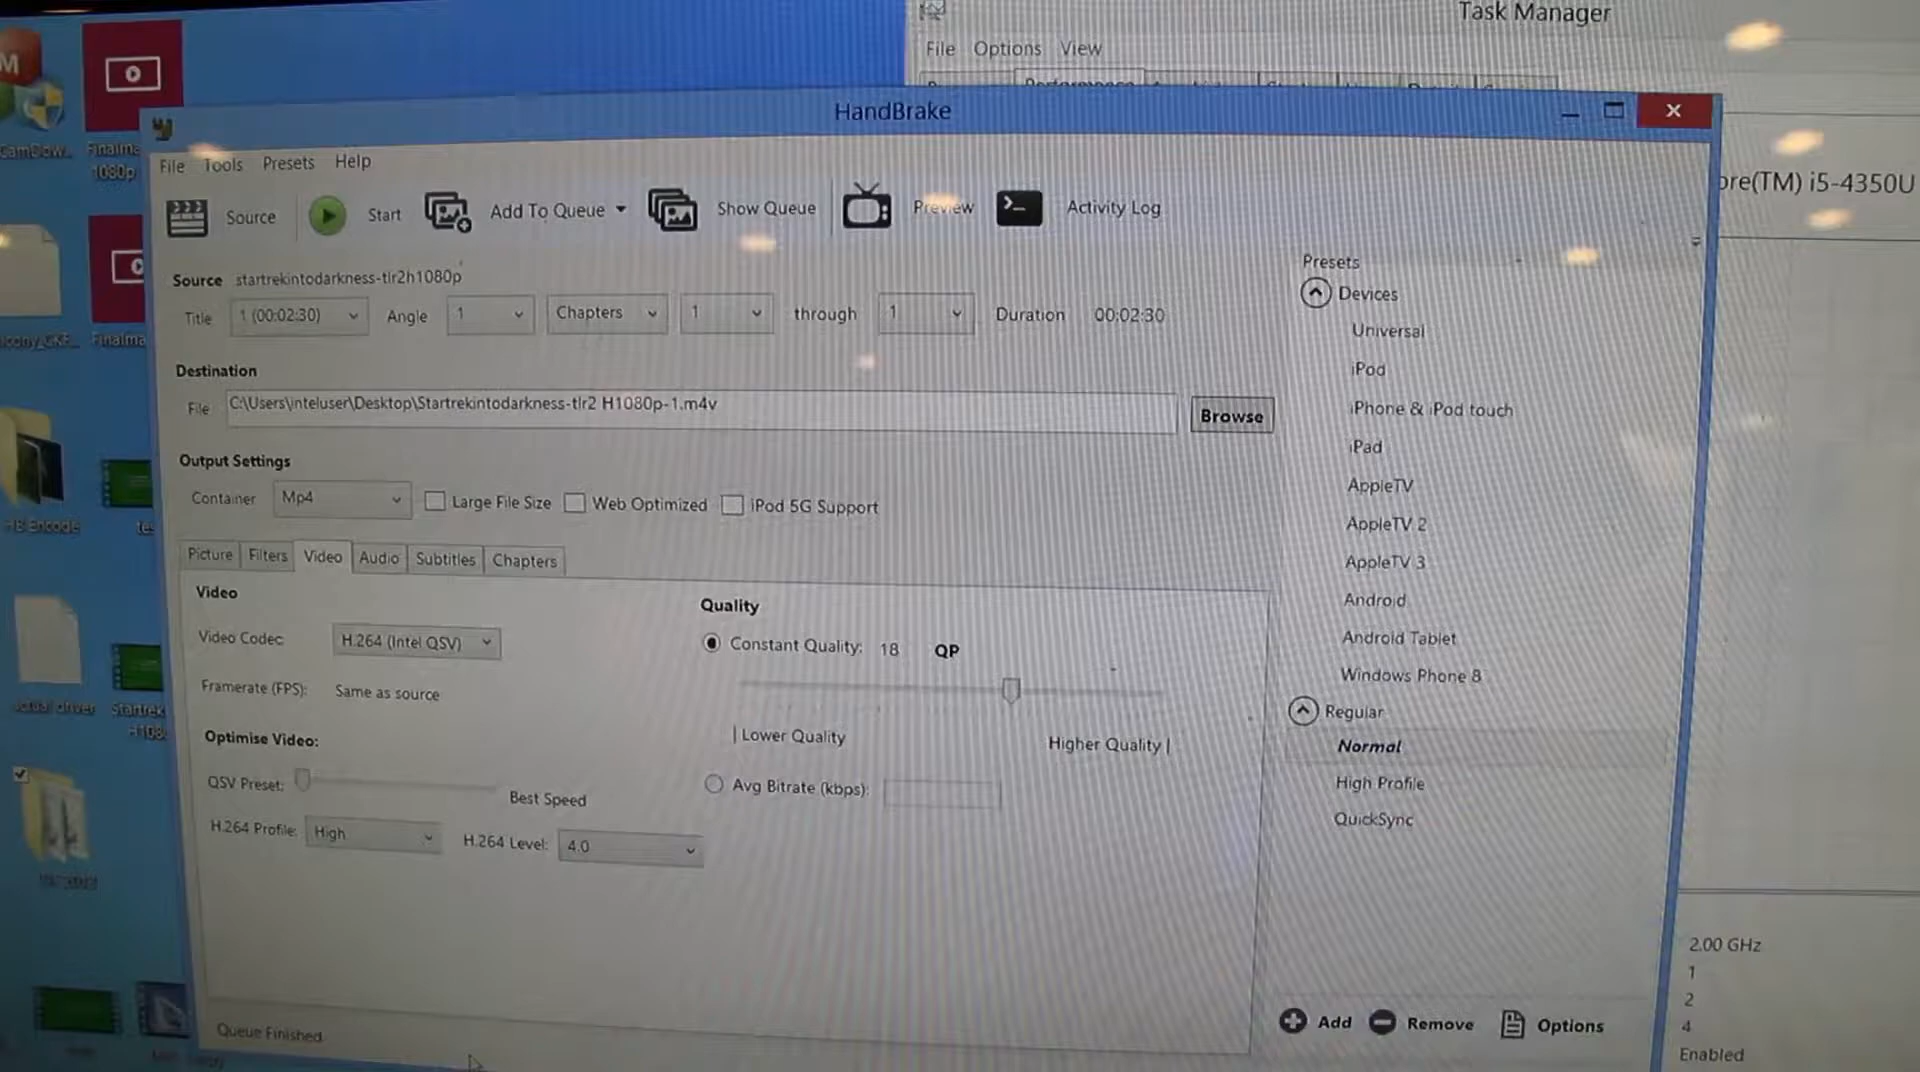 Task Manager
File Options View
Performance
HandBrake
M
Finalma
1080p
File Tools Presets Help
i5-4350U
Source Start Add To Queue Show Queue Preview Activity Log
Source startrekintodarkness-tlr2h1080p
Title 1 (00:02:30) Angle 1 Chapters 1 through 1 Duration 00:02:30
Finalma
Destination
File C:\Users\inteluser\Desktop\Startrekintodarkness-tlr2 H1080p-1.m4v Browse
Output Settings
Container Mp4 Large File Size Web Optimized iPod 5G Support
HB Encode
Picture Filters Video Audio Subtitles Chapters
Video
Video Codec: H.264 (Intel QSV)
Framerate (FPS): Same as source
Optimise Video:
QSV Preset: Best Speed
H.264 Profile: High H.264 Level: 4.0
Quality
Constant Quality: 18 QP
| Lower Quality Higher Quality |
Avg Bitrate (kbps):
Presets
Devices
Universal
iPod
iPhone & iPod touch
iPad
AppleTV
AppleTV 2
AppleTV 3
Android
Android Tablet
Windows Phone 8
Regular
Normal
High Profile
QuickSync
Add Remove Options
Queue Finished
2.00 GHz
1
2
4
Enabled